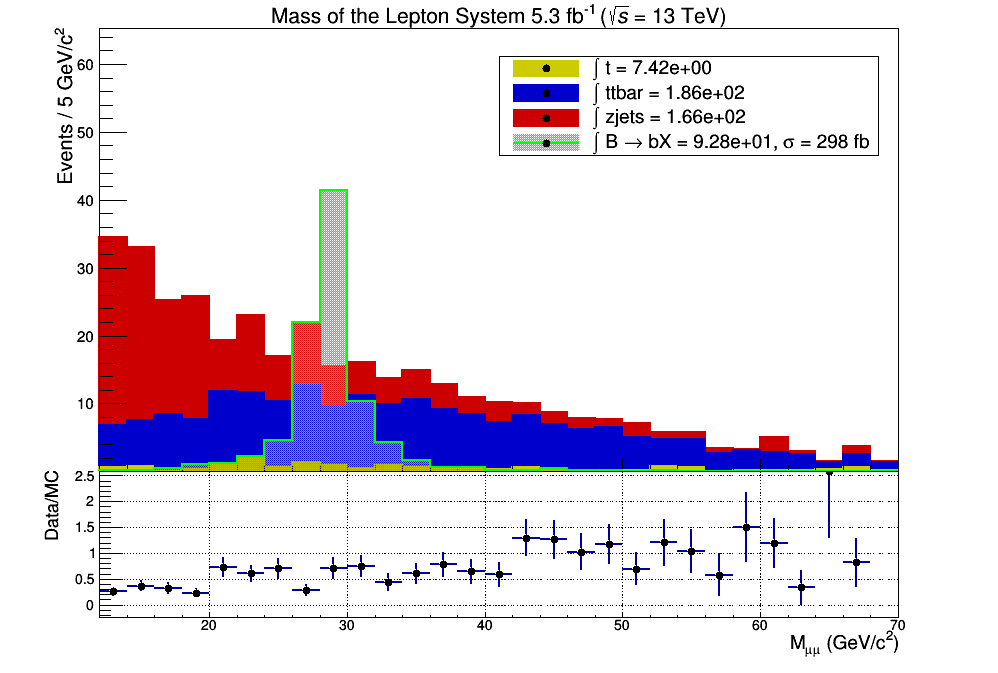 Mass of the Lepton System 5.3 fb⁻¹ (√s = 13 TeV)
Events / 5 GeV/c²
60
50
40
30
20
10
∫ t = 7.42e+00
∫ ttbar = 1.86e+02
∫ zjets = 1.66e+02
∫ B → bX = 9.28e+01, σ = 298 fb
Data/MC
2.5
2
1.5
1
0.5
0
20 30 40 50 60 70
M_μμ (GeV/c²)